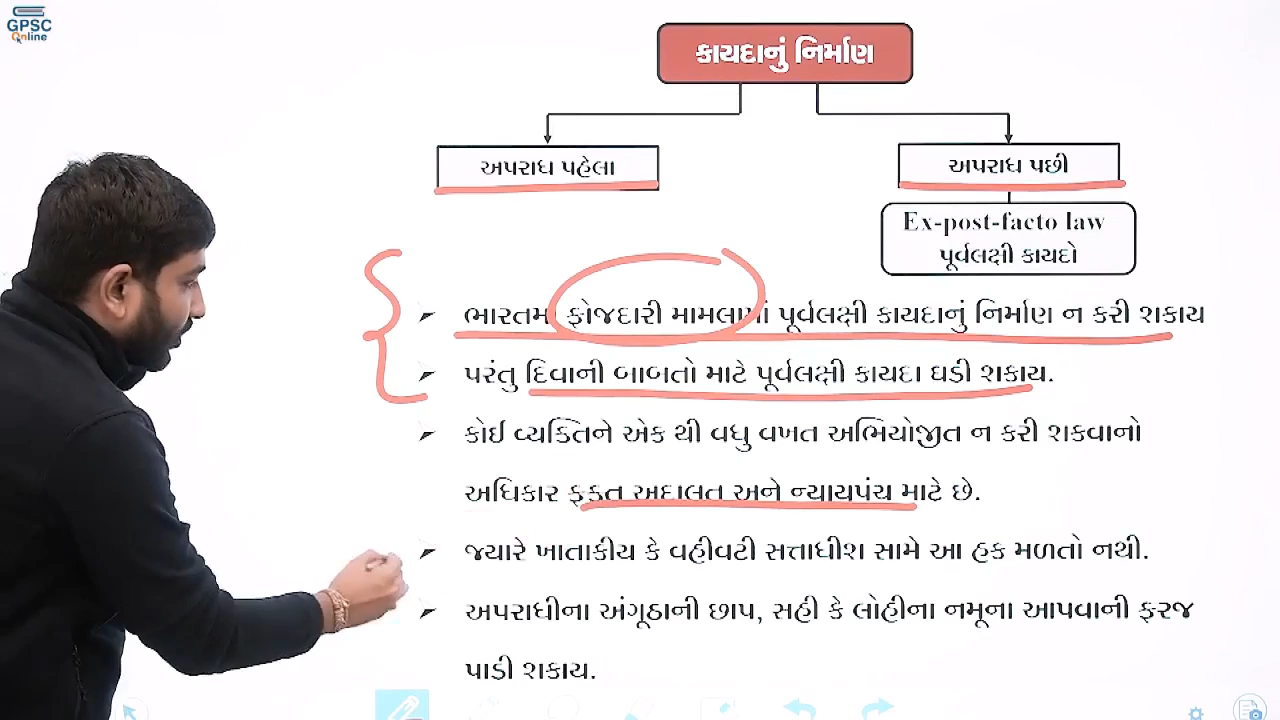 GPSC
Online
કાયદાનું નિર્માણ
અપરાધ પહેલા
અપરાધ પછી
Ex-post-facto law
પૂર્વલક્ષી કાયદો
ભારતમાં ફોજદારી મામલામાં પૂર્વલક્ષી કાયદાનું નિર્માણ ન કરી શકાય
પરંતુ દિવાની બાબતો માટે પૂર્વલક્ષી કાયદા ઘડી શકાય.
કોઈ વ્યક્તિને એક થી વધુ વખત અભિયોજીત ન કરી શકવાનો
અધિકાર ફક્ત અદાલત અને ન્યાયપંચ માટે છે.
જ્યારે ખાતાકીય કે વહીવટી સત્તાધીશ સામે આ હક મળતો નથી.
અપરાધીના અંગૂઠાની છાપ, સહી કે લોહીના નમૂના આપવાની ફરજ
પાડી શકાય.